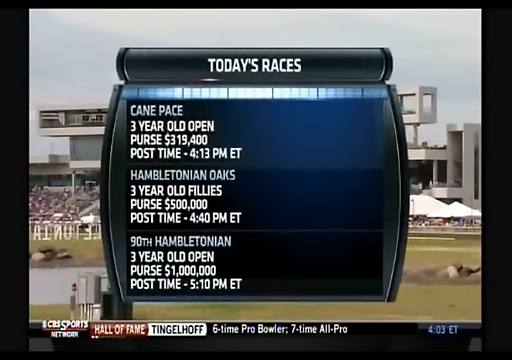 TODAY'S RACES
CANE PACE
3 YEAR OLD OPEN
PURSE $319,400
POST TIME - 4:13 PM ET
HAMBLETONIAN OAKS
3 YEAR OLD FILLIES
PURSE $500,000
POST TIME - 4:40 PM ET
90TH HAMBLETONIAN
3 YEAR OLD OPEN
PURSE $1,000,000
POST TIME - 5:10 PM ET
CBS SPORTS
NETWORK
HALL OF FAME TINGELHOFF 6-time Pro Bowler; 7-time All-Pro 4:03 ET